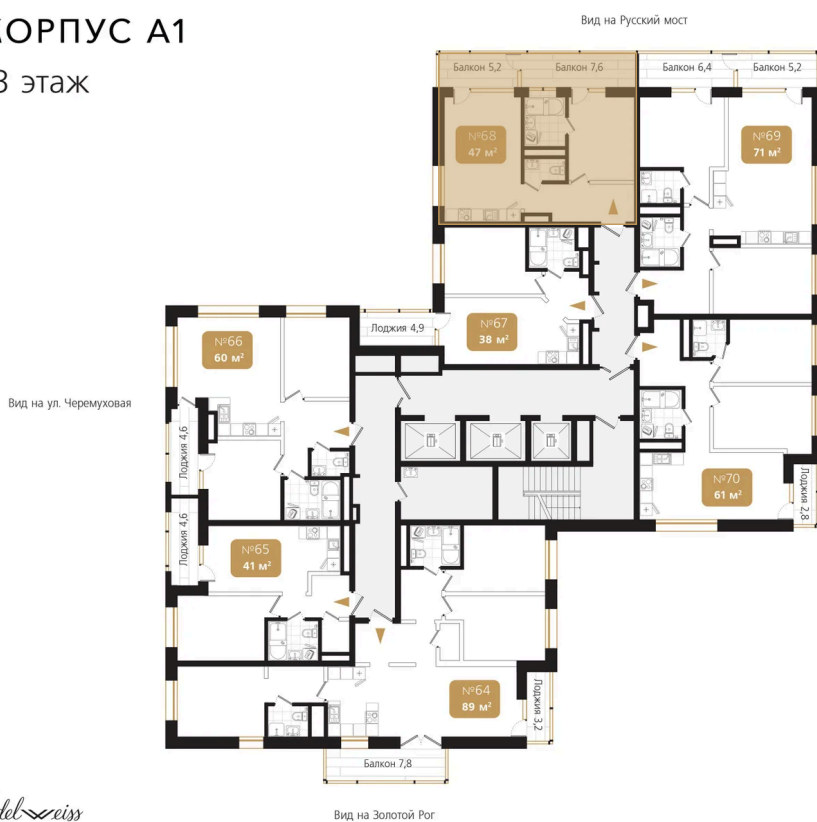 КОРПУС А1
Вид на Русский мост
3 этаж
Балкон 5,2
Балкон 7,6
Балкон 6,4
Балкон 5,2
№68
47 м²
№69
71 м²
Лоджия 4,9
№67
38 м²
№66
60 м²
Вид на ул. Черемуховая
Лоджия 4,6
№70
61 м²
Лоджия 2,8
Лоджия 4,6
№65
41 м²
№64
89 м²
Лоджия 3,2
Балкон 7,8
Вид на Золотой Рог